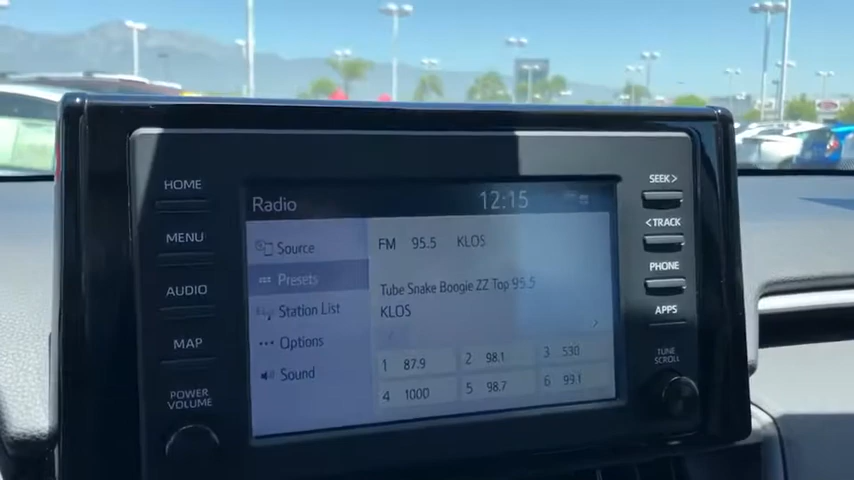 HOME
MENU
AUDIO
MAP
POWER
VOLUME
Radio
12:15
Source
Presets
Station List
Options
Sound
FM 95.5 KLOS
Tube Snake Boogie ZZ Top 95.5
KLOS
1 87.9 2 98.1 3 530
4 1000 5 98.7 6 99.1
SEEK>
<TRACK
PHONE
APPS
TUNE
SCROLL